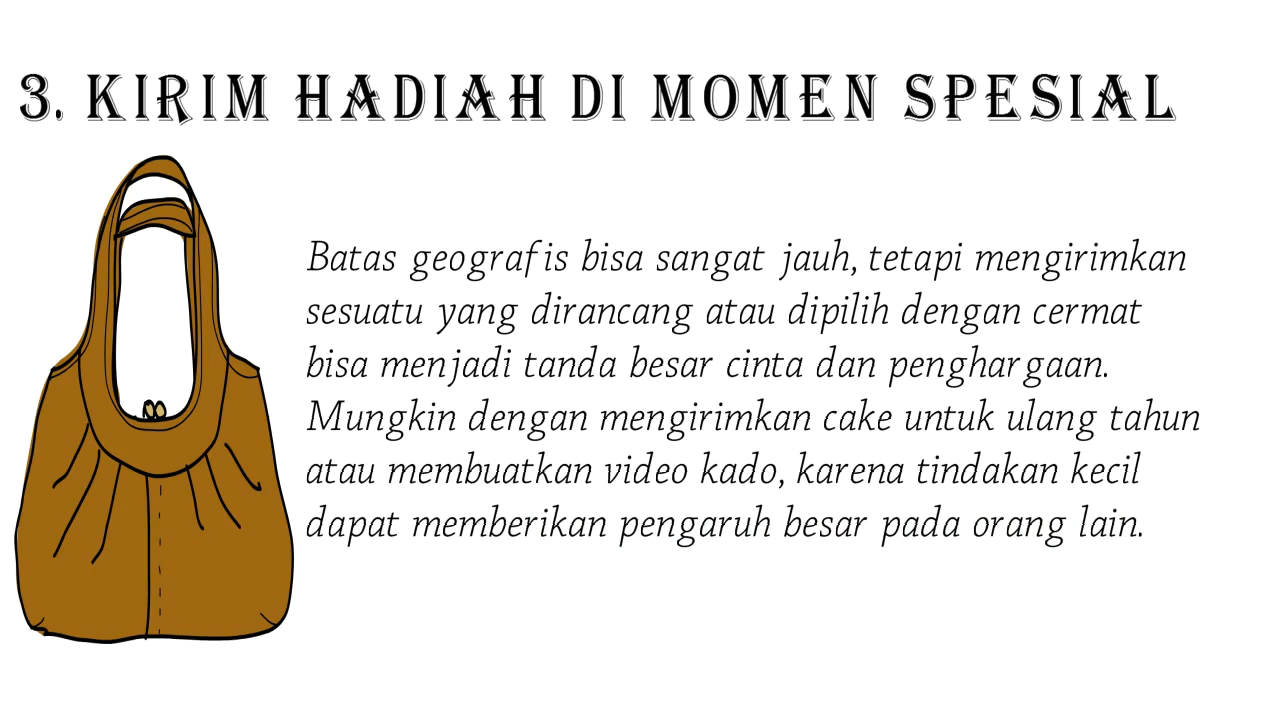 3. KIRIM HADIAH DI MOMEN SPESIAL
Batas geografis bisa sangat jauh, tetapi mengirimkan
sesuatu yang dirancang atau dipilih dengan cermat
bisa menjadi tanda besar cinta dan penghargaan.
Mungkin dengan mengirimkan cake untuk ulang tahun
atau membuatkan video kado, karena tindakan kecil
dapat memberikan pengaruh besar pada orang lain.